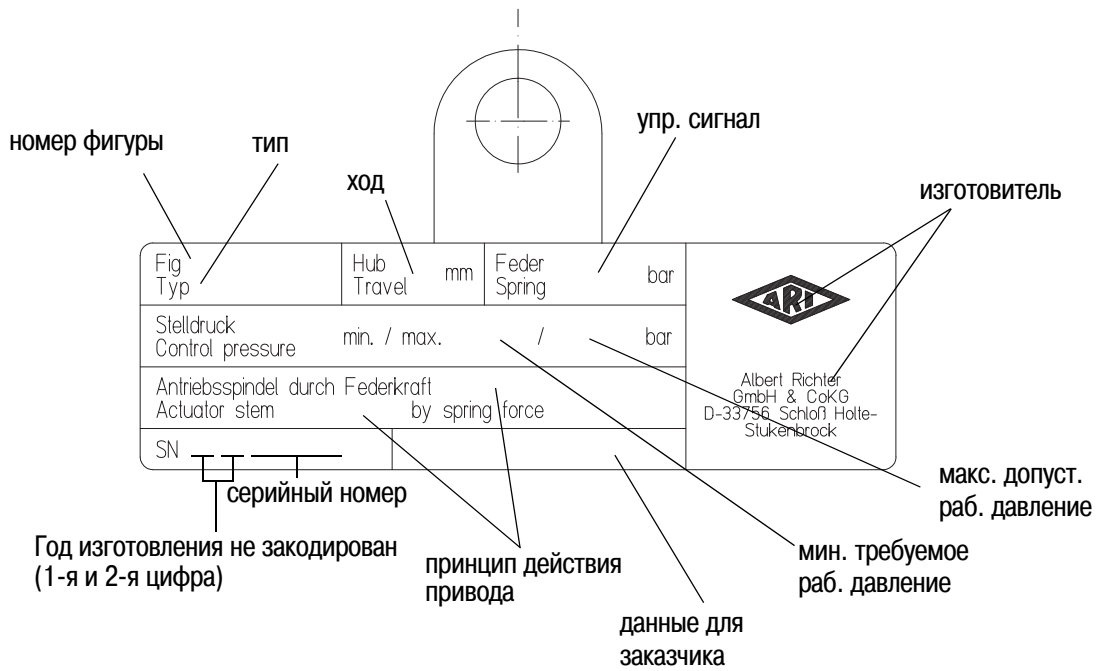 номер фигуры
тип
ход
упр. сигнал
изготовитель
Fig
Typ
Hub
Travel
mm
Feder
Spring
bar
ARI
Stelldruck
Control pressure
min. / max.
/
bar
Antriebsspindel durch Federkraft
Actuator stem
by spring force
Albert Richter
GmbH & CoKG
D-33756 Schloß Holte-
Stukenbrock
SN
серийный номер
Год изготовления не закодирован
(1-я и 2-я цифра)
принцип действия
привода
данные для
заказчика
мин. требуемое
раб. давление
макс. допуст.
раб. давление